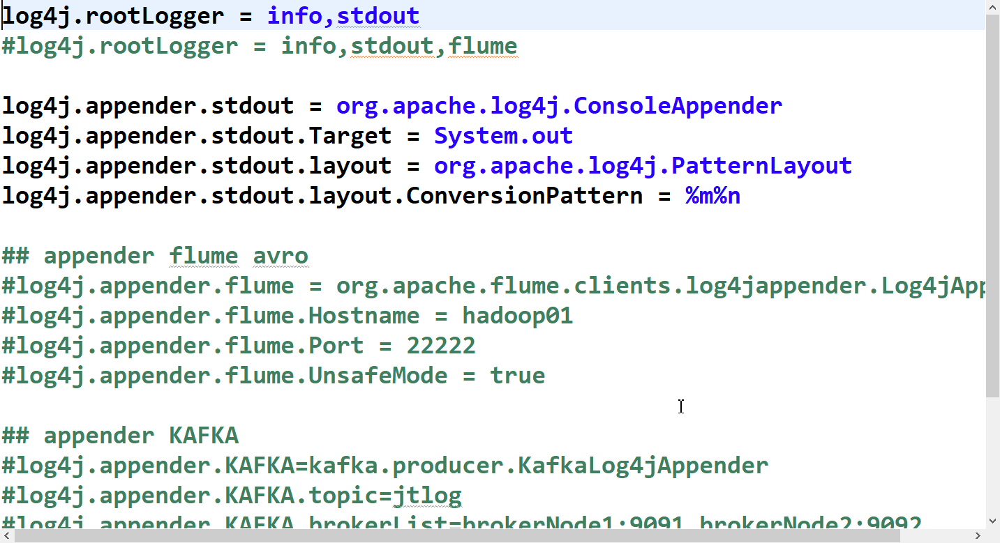 log4j.rootLogger = info,stdout
#log4j.rootLogger = info,stdout,flume
log4j.appender.stdout = org.apache.log4j.ConsoleAppender
log4j.appender.stdout.Target = System.out
log4j.appender.stdout.layout = org.apache.log4j.PatternLayout
log4j.appender.stdout.layout.ConversionPattern = %m%n
## appender flume avro
#log4j.appender.flume = org.apache.flume.clients.log4jappender.Log4jApp
#log4j.appender.flume.Hostname = hadoop01
#log4j.appender.flume.Port = 22222
#log4j.appender.flume.UnsafeMode = true
## appender KAFKA
#log4j.appender.KAFKA=kafka.producer.KafkaLog4jAppender
#log4j.appender.KAFKA.topic=jtlog
#log4j.appender.KAFKA.brokerList=brokerNode1:9091,brokerNode2:9092